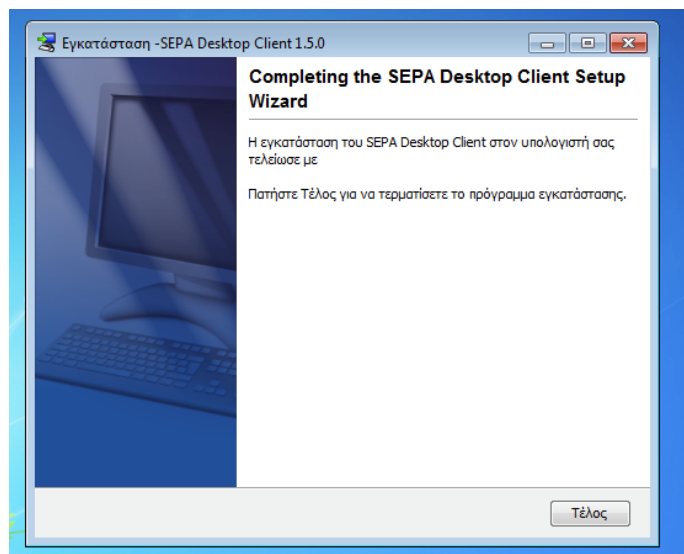 Εγκατάσταση -SEPA Desktop Client 1.5.0
Completing the SEPA Desktop Client Setup
Wizard
Η εγκατάσταση του SEPA Desktop Client στον υπολογιστή σας
τελείωσε με
Πατήστε Τέλος για να τερματίσετε το πρόγραμμα εγκατάστασης.
Τέλος